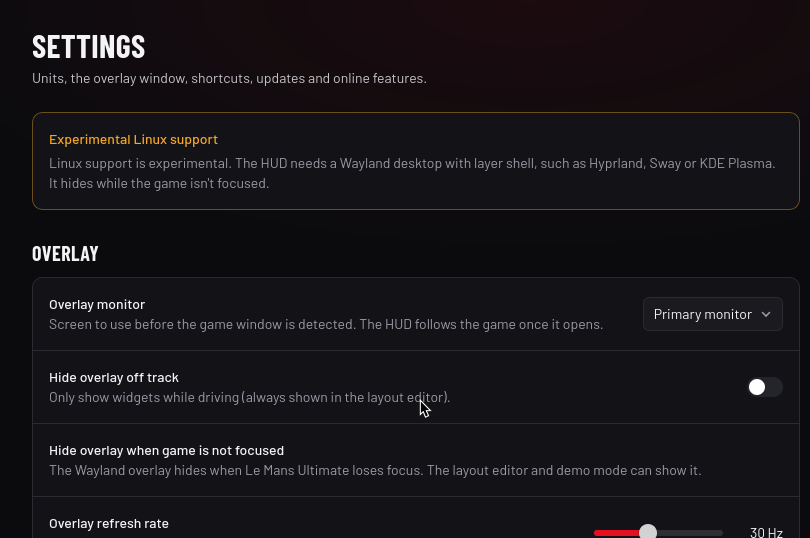 SETTINGS
Units, the overlay window, shortcuts, updates and online features.
Experimental Linux support
Linux support is experimental. The HUD needs a Wayland desktop with layer shell, such as Hyprland, Sway or KDE Plasma.
It hides while the game isn't focused.
OVERLAY
Overlay monitor
Screen to use before the game window is detected. The HUD follows the game once it opens.
Primary monitor
Hide overlay off track
Only show widgets while driving (always shown in the layout editor).
Hide overlay when game is not focused
The Wayland overlay hides when Le Mans Ultimate loses focus. The layout editor and demo mode can show it.
Overlay refresh rate
30 Hz